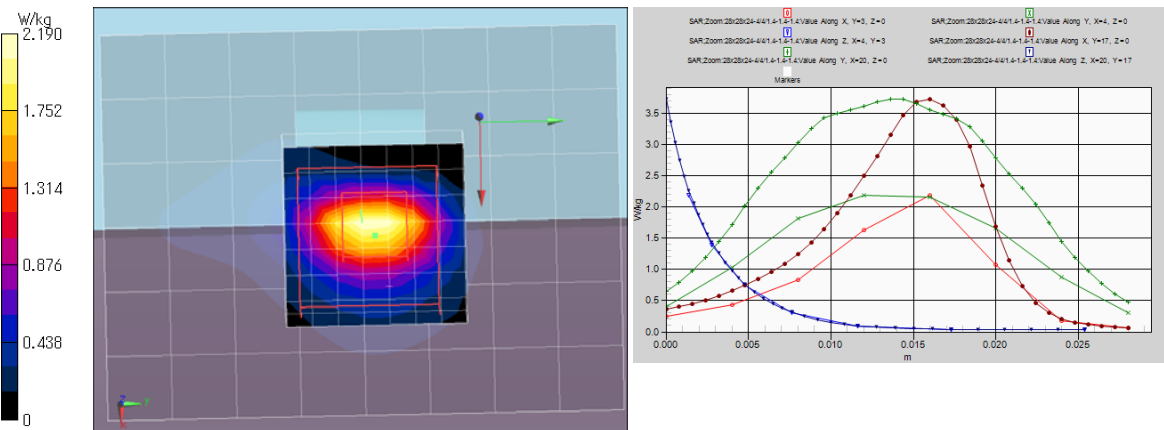 W/kg
2.190
1.752
1.314
0.876
0.438
0
z
Y
SAR;Zoom:28x28x24-4/4/1.4-1.4-1.4:Value Along X, Y=3, Z=0
X SAR;Zoom:28x28x24-4/4/1.4-1.4-1.4:Value Along Y, X=4, Z=0
SAR;Zoom:28x28x24-4/4/1.4-1.4-1.4:Value Along Z, X=4, Y=3
SAR;Zoom:28x28x24-4/4/1.4-1.4-1.4:Value Along X, Y=17, Z=0
SAR;Zoom:28x28x24-4/4/1.4-1.4-1.4:Value Along Y, X=20, Z=0
SAR;Zoom:28x28x24-4/4/1.4-1.4-1.4:Value Along Z, X=20, Y=17
Markers
3.5
3.0
2.5
2.0
1.5
1.0
0.5
0.0
W/kg
0.000 0.005 0.010 0.015 0.020 0.025
m